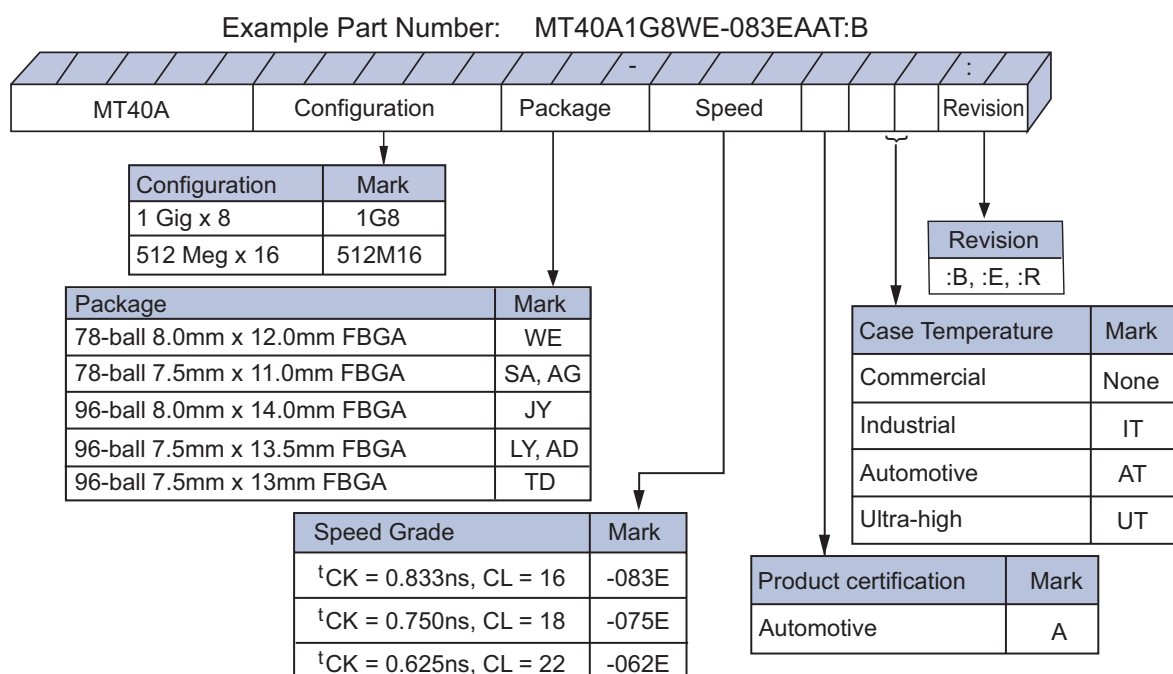 Example Part Number: MT40A1G8WE-083EAAT:B
- :
MT40A Configuration Package Speed Revision
Configuration Mark
1 Gig x 8 1G8
512 Meg x 16 512M16
Package Mark
78-ball 8.0mm x 12.0mm FBGA WE
78-ball 7.5mm x 11.0mm FBGA SA, AG
96-ball 8.0mm x 14.0mm FBGA JY
96-ball 7.5mm x 13.5mm FBGA LY, AD
96-ball 7.5mm x 13mm FBGA TD
Speed Grade Mark
tCK = 0.833ns, CL = 16 -083E
tCK = 0.750ns, CL = 18 -075E
tCK = 0.625ns, CL = 22 -062E
Revision
:B, :E, :R
Case Temperature Mark
Commercial None
Industrial IT
Automotive AT
Ultra-high UT
Product certification Mark
Automotive A